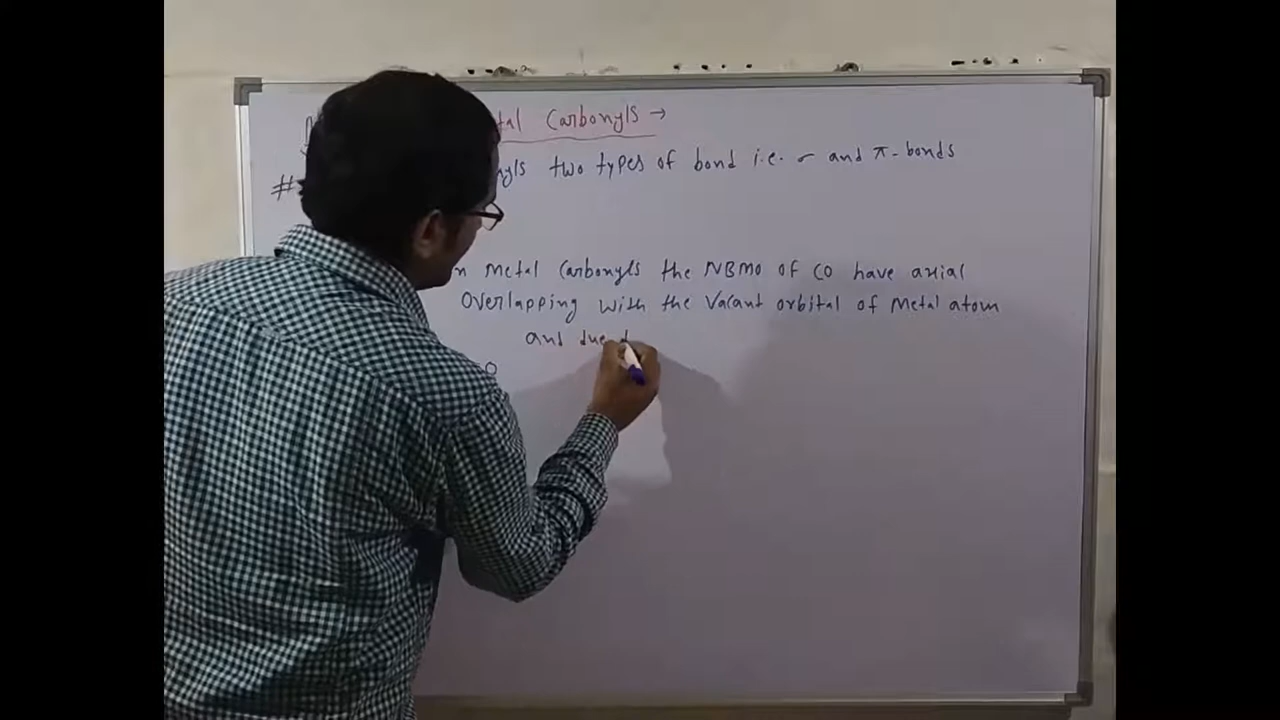 tal Carbonyls →
# nyls two types of bond i.e. σ and π-bonds
n Metal Carbonyls the NBMO of CO have axial
Overlapping with the vacant orbital of Metal atom
and due t